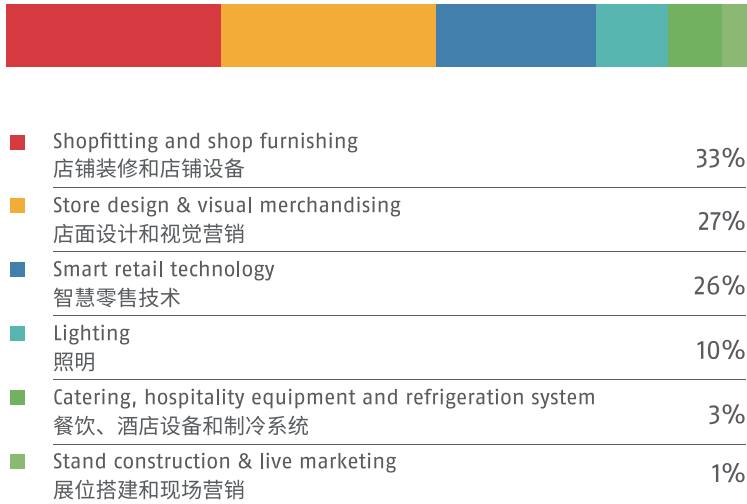 Shopfitting and shop furnishing
店铺装修和店铺设备
33%
Store design & visual merchandising
店面设计和视觉营销
27%
Smart retail technology
智慧零售技术
26%
Lighting
照明
10%
Catering, hospitality equipment and refrigeration system
餐饮、酒店设备和制冷系统
3%
Stand construction & live marketing
展位搭建和现场营销
1%